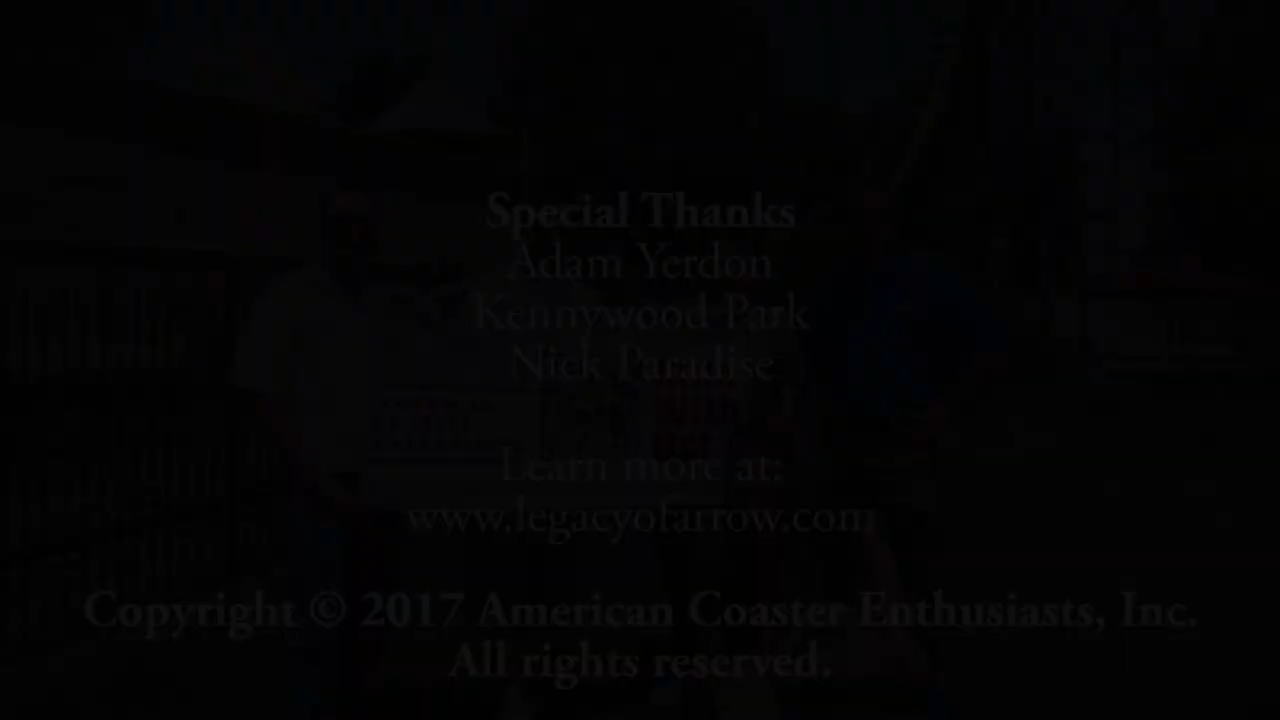 Special Thanks
Adam Yerdon
Kennywood Park
Nick Paradise
Learn more at:
www.legacyofarrow.com
Copyright © 2017 American Coaster Enthusiasts, Inc.
All rights reserved.